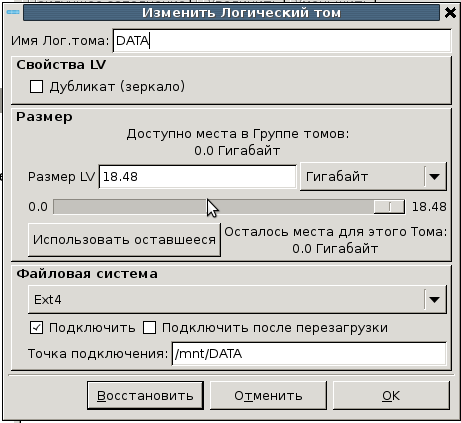 Изменить Логический том
Имя Лог.тома: DATA
Свойства LV
Дубликат (зеркало)
Размер
Доступно места в Группе томов:
0.0 Гигабайт
Размер LV 18.48 Гигабайт
0.0 18.48
Использовать оставшееся
Осталось места для этого Тома:
0.0 Гигабайт
Файловая система
Ext4
Подключить Подключить после перезагрузки
Точка подключения: /mnt/DATA
Восстановить Отменить OK